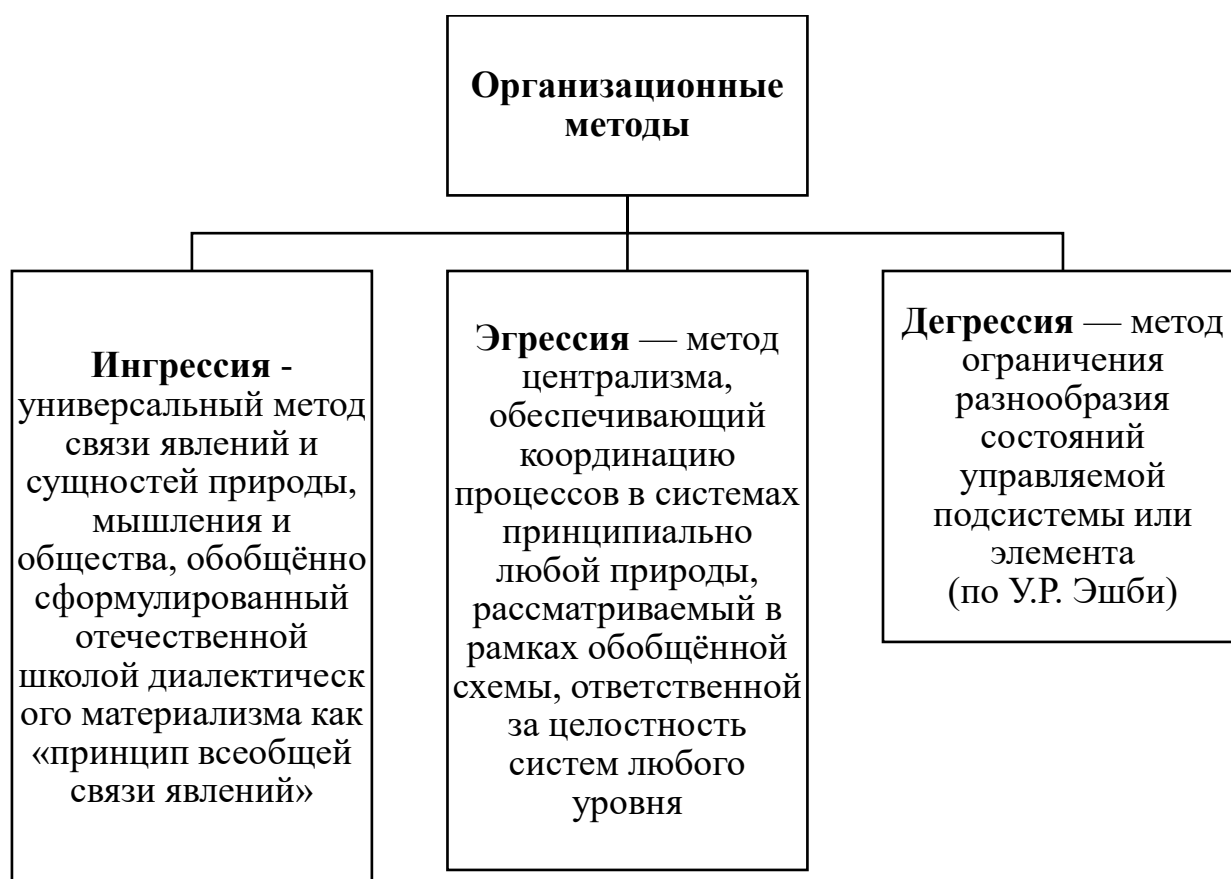 Организационные
методы
Ингрессия -
универсальный метод
связи явлений и
сущностей природы,
мышления и
общества, обобщённо
сформулированный
отечественной
школой диалектическ
ого материализма как
«принцип всеобщей
связи явлений»
Эгрессия — метод
централизма,
обеспечивающий
координацию
процессов в системах
принципиально
любой природы,
рассматриваемый в
рамках обобщённой
схемы, ответственной
за целостность
систем любого
уровня
Дегрессия — метод
ограничения
разнообразия
состояний
управляемой
подсистемы или
элемента
(по У.Р. Эшби)